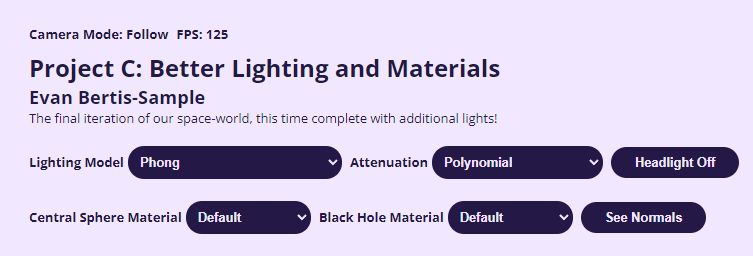 Camera Mode: Follow FPS: 125
Project C: Better Lighting and Materials
Evan Bertis-Sample
The final iteration of our space-world, this time complete with additional lights!
Lighting Model Phong Attenuation Polynomial Headlight Off
Central Sphere Material Default Black Hole Material Default See Normals